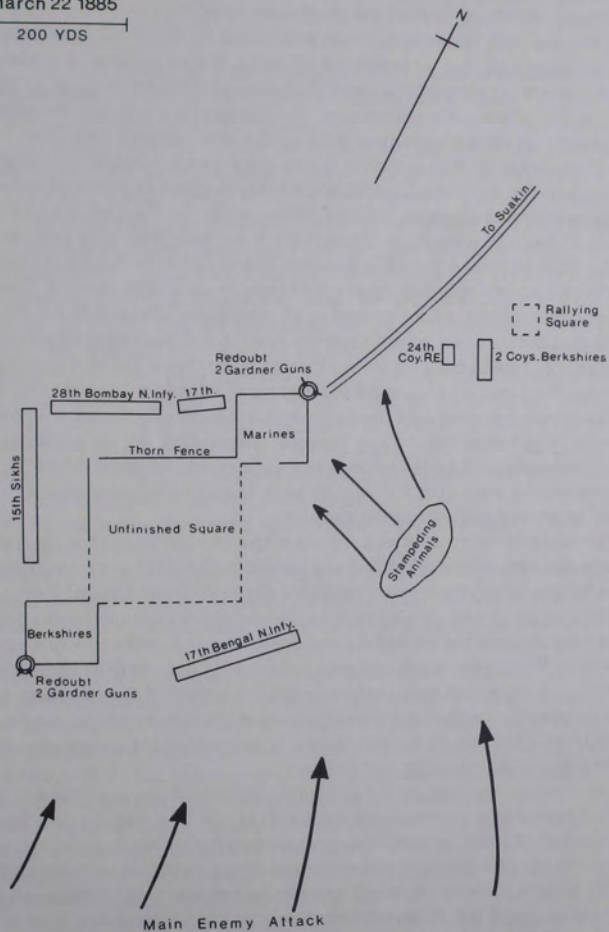 March 22 1885
200 YDS
N
To Suakin
Rallying
Square
24th
Coy. RE
2 Coys. Berkshires
Redoubt
2 Gardner Guns
28th Bombay N. Infy.
17th.
Marines
Thorn Fence
15th Sikhs
Unfinished Square
Stampeding
Animals
Berkshires
17th Bengal N. Infy.
Redoubt
2 Gardner Guns
Main Enemy Attack